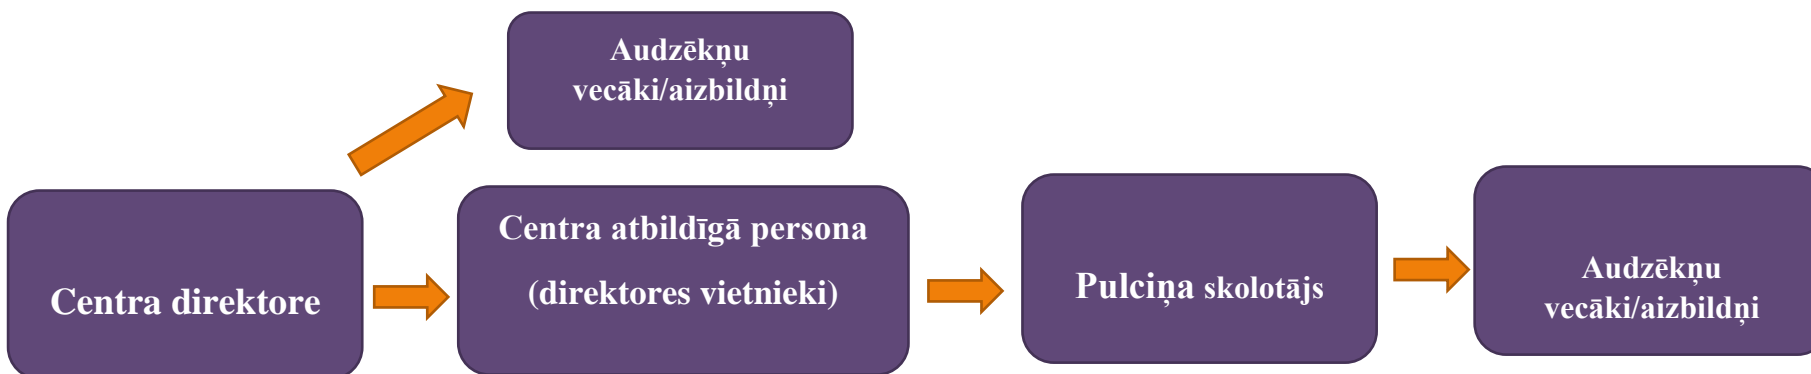 Audzēkņu
vecāki/aizbildņi
Centra direktore
Centra atbildīgā persona
(direktores vietnieki)
Pulciņa skolotājs
Audzēkņu
vecāki/aizbildņi